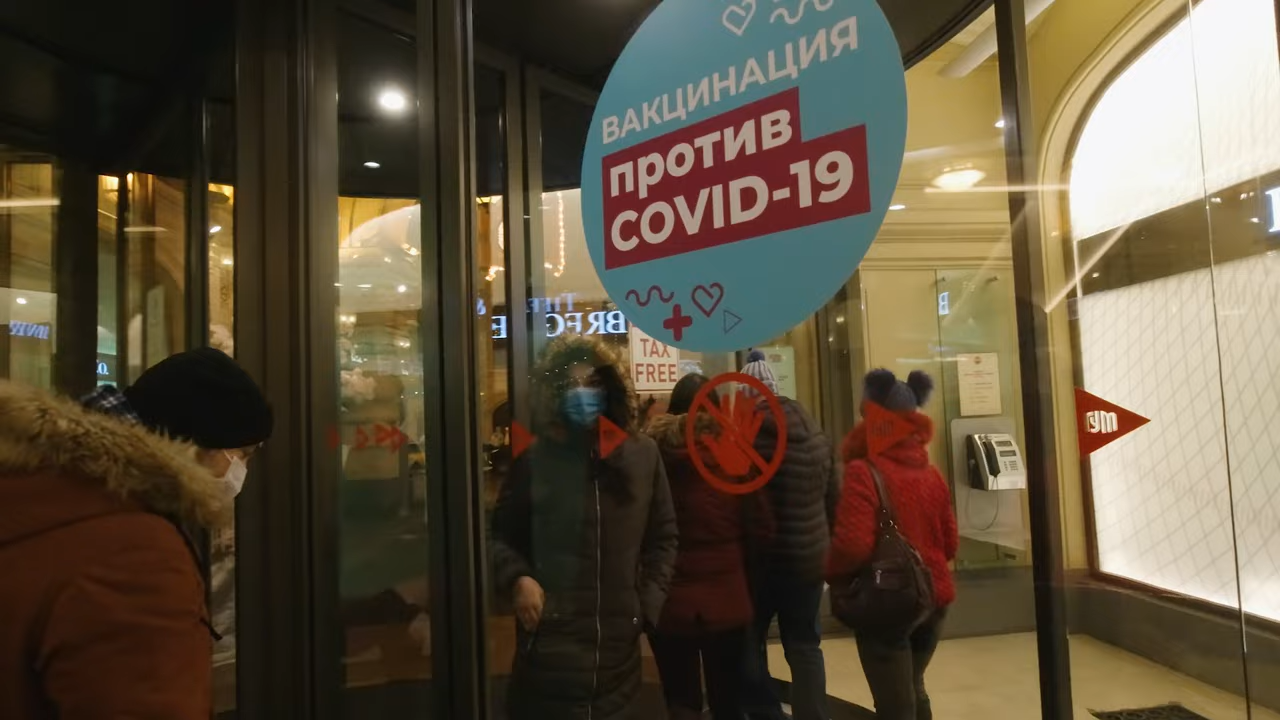 ВАКЦИНАЦИЯ
против
COVID-19
TAX
FREE
гум